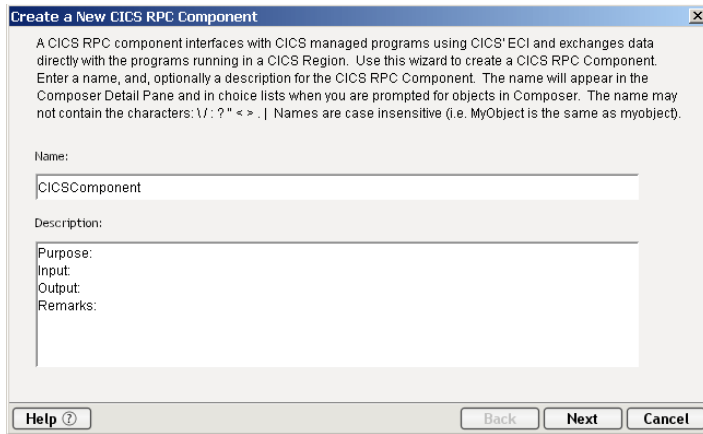 Create a New CICS RPC Component
A CICS RPC component interfaces with CICS managed programs using CICS' ECI and exchanges data
directly with the programs running in a CICS Region. Use this wizard to create a CICS RPC Component.
Enter a name, and, optionally a description for the CICS RPC Component. The name will appear in the
Composer Detail Pane and in choice lists when you are prompted for objects in Composer. The name may
not contain the characters: \ / : ? " < > . | Names are case insensitive (i.e. MyObject is the same as myobject).
Name:
CICSComponent
Description:
Purpose:
Input:
Output:
Remarks:
Help ? Back Next Cancel